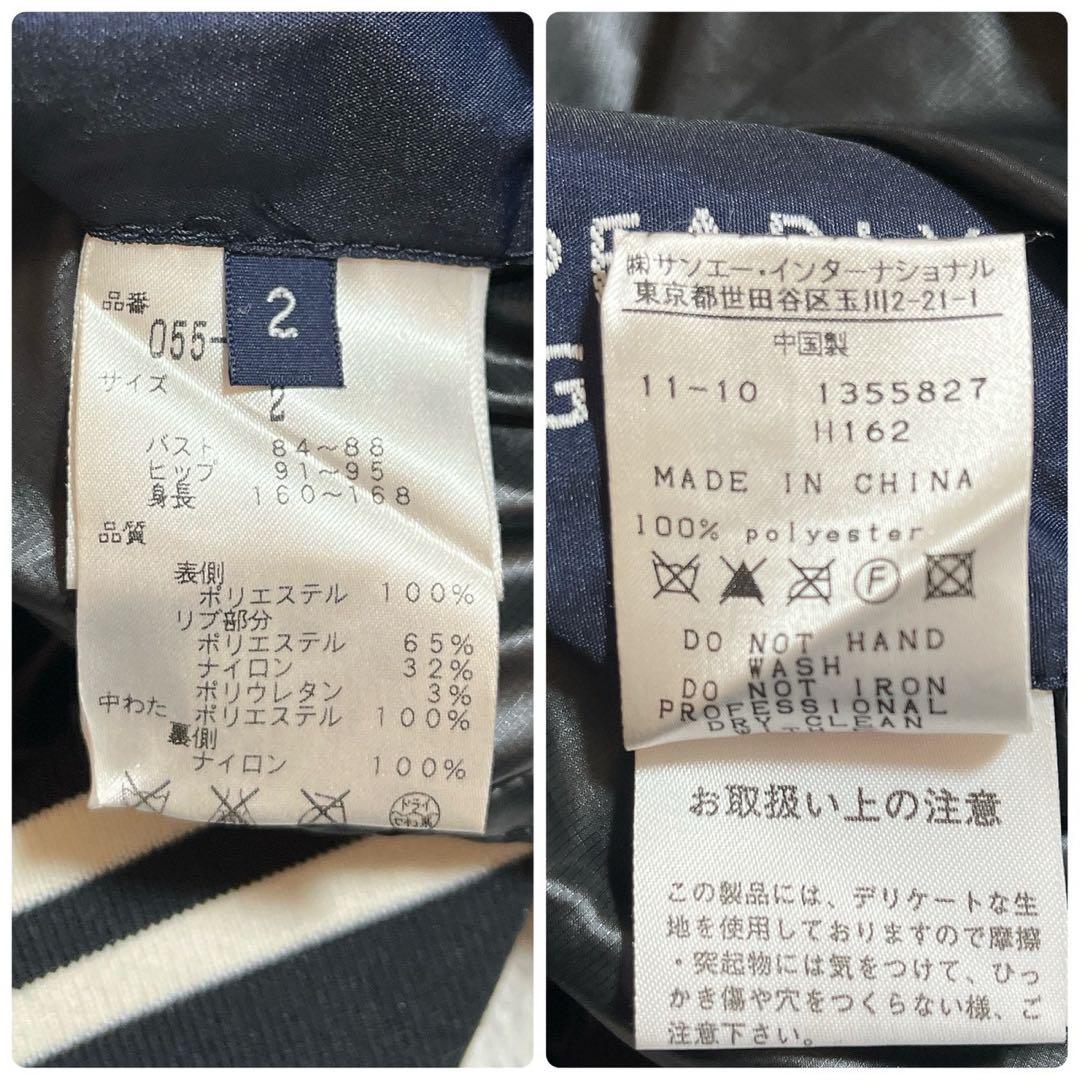 品番
055-
2
サイズ 2
バスト 84~88
ヒップ 91~95
身長 160~168
品質
表側
ポリエステル 100%
リブ部分
ポリエステル 65%
ナイロン 32%
ポリウレタン 3%
中わた ポリエステル 100%
裏側
ナイロン 100%
ドライ
セキユ系
PEARLY
G
㈱サンエー・インターナショナル
東京都世田谷区玉川2-21-1
中国製
11-10 1355827
H162
MADE IN CHINA
100% polyester
F
DO NOT HAND
WASH
DO NOT IRON
PROFESSIONAL
DRY-CLEAN
お取扱い上の注意
この製品には、デリケートな生
地を使用しておりますので摩擦
・突起物には気をつけて、ひっ
かき傷や穴をつくらない様、ご
注意下さい。